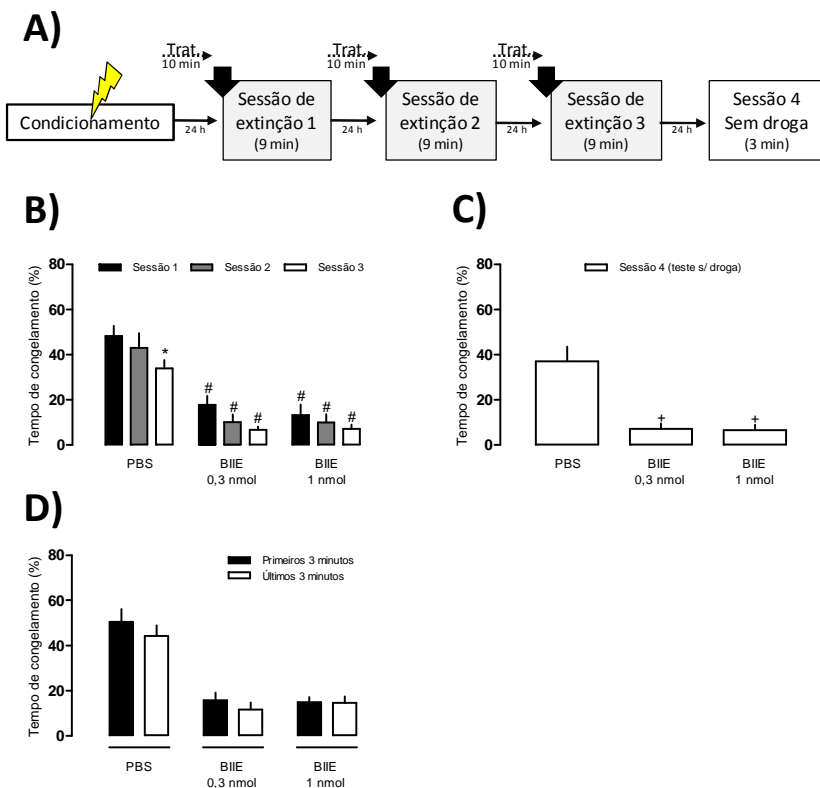 A)
Trat. Trat. Trat.
10 min 10 min 10 min
Condicionamento
24 h
Sessão de
extinção 1
(9 min)
24 h
Sessão de
extinção 2
(9 min)
24 h
Sessão de
extinção 3
(9 min)
24 h
Sessão 4
Sem droga
(3 min)
B)
Tempo de congelamento (%)
80
60
40
20
0
Sessão 1 Sessão 2 Sessão 3
*
# # # # # #
PBS BIIE BIIE
0,3 nmol 1 nmol
C)
Tempo de congelamento (%)
80
60
40
20
0
Sessão 4 (teste s/ droga)
+ +
PBS BIIE BIIE
0,3 nmol 1 nmol
D)
Tempo de congelamento (%)
80
60
40
20
0
Primeiros 3 minutos
Últimos 3 minutos
PBS BIIE BIIE
0,3 nmol 1 nmol